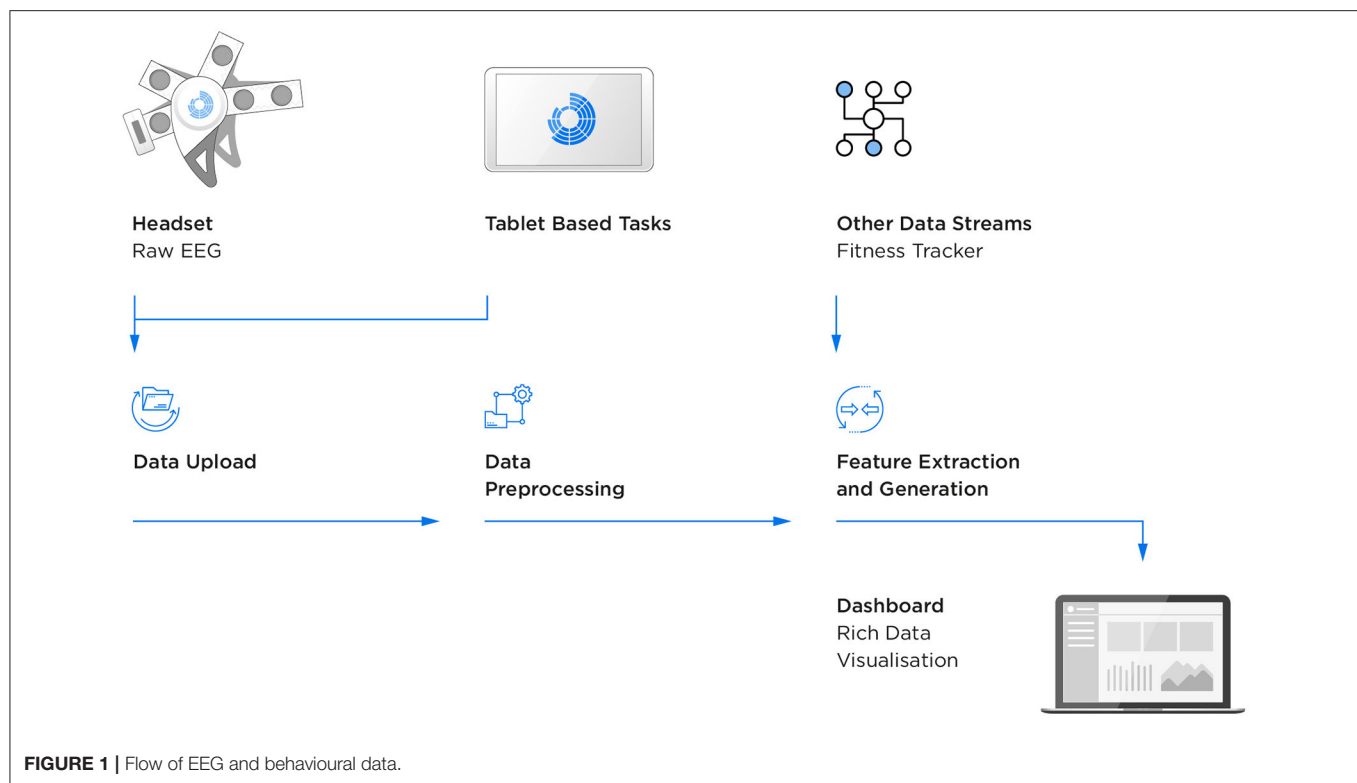 Headset
Raw EEG
Tablet Based Tasks
Other Data Streams
Fitness Tracker
Data Upload
Data
Preprocessing
Feature Extraction
and Generation
Dashboard
Rich Data
Visualisation
FIGURE 1 | Flow of EEG and behavioural data.